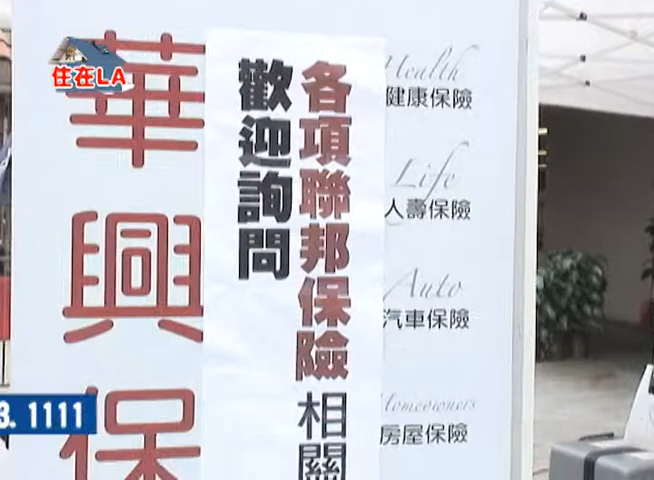 住在LA
華興保
各項聯邦保險相關
歡迎詢問
Health
健康保險
Life
人壽保險
Auto
汽車保險
Homeowners
房屋保險
3. 1111